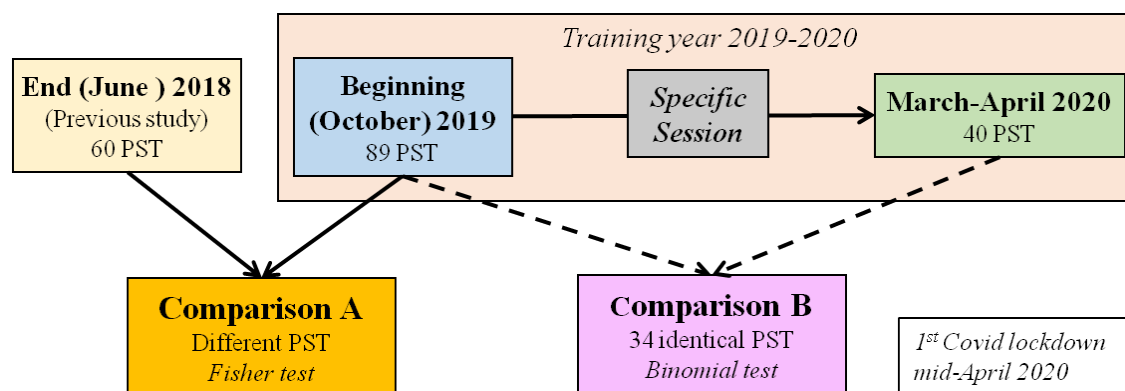 Training year 2019-2020
End (June ) 2018
(Previous study)
60 PST
Beginning
(October) 2019
89 PST
Specific
Session
March-April 2020
40 PST
Comparison A
Different PST
Fisher test
Comparison B
34 identical PST
Binomial test
1st Covid lockdown
mid-April 2020